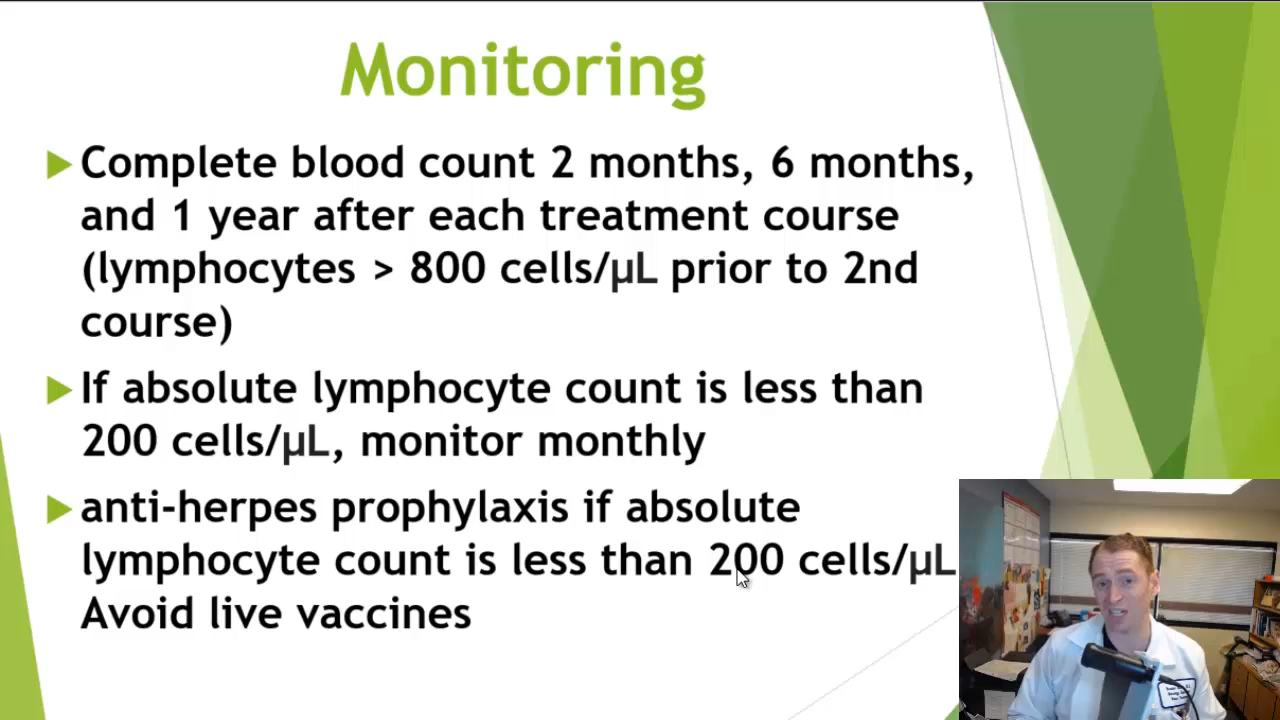 Monitoring
Complete blood count 2 months, 6 months,
and 1 year after each treatment course
(lymphocytes > 800 cells/µL prior to 2nd
course)
If absolute lymphocyte count is less than
200 cells/µL, monitor monthly
anti-herpes prophylaxis if absolute
lymphocyte count is less than 200 cells/µL
Avoid live vaccines